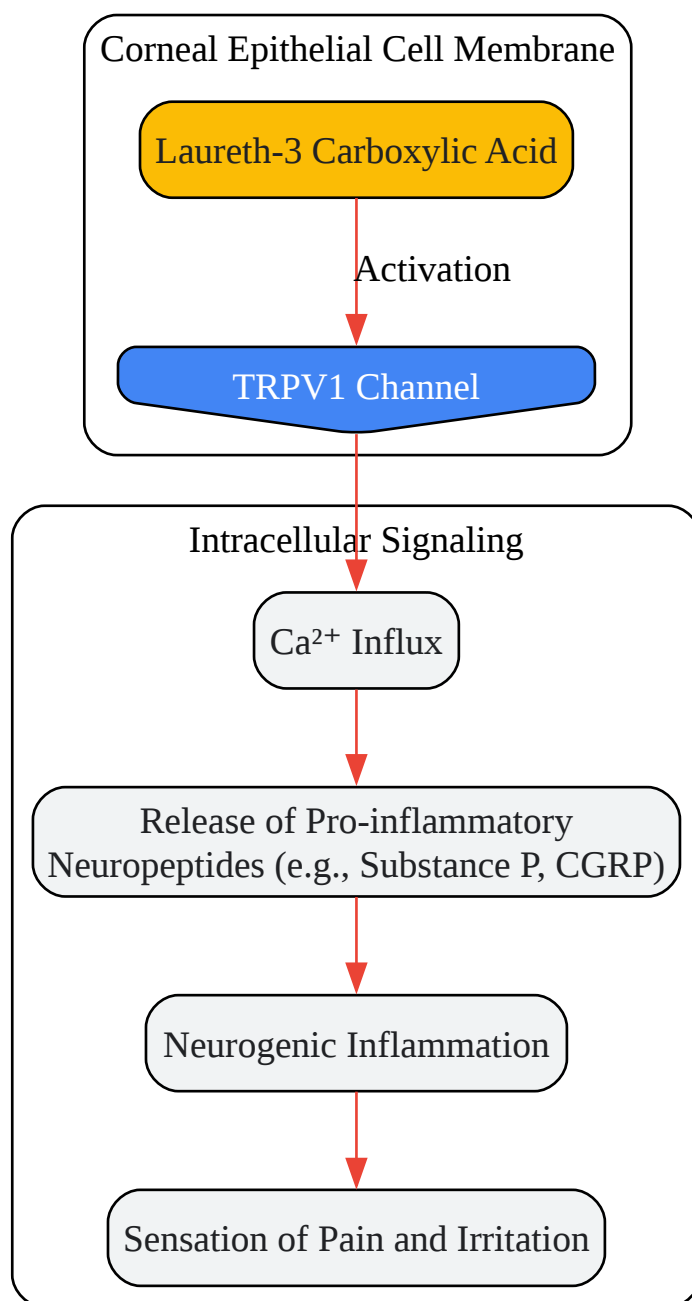 Corneal Epithelial Cell Membrane
Laureth-3 Carboxylic Acid
Activation
TRPV1 Channel
Intracellular Signaling
Ca²⁺ Influx
Release of Pro-inflammatory
Neuropeptides (e.g., Substance P, CGRP)
Neurogenic Inflammation
Sensation of Pain and Irritation